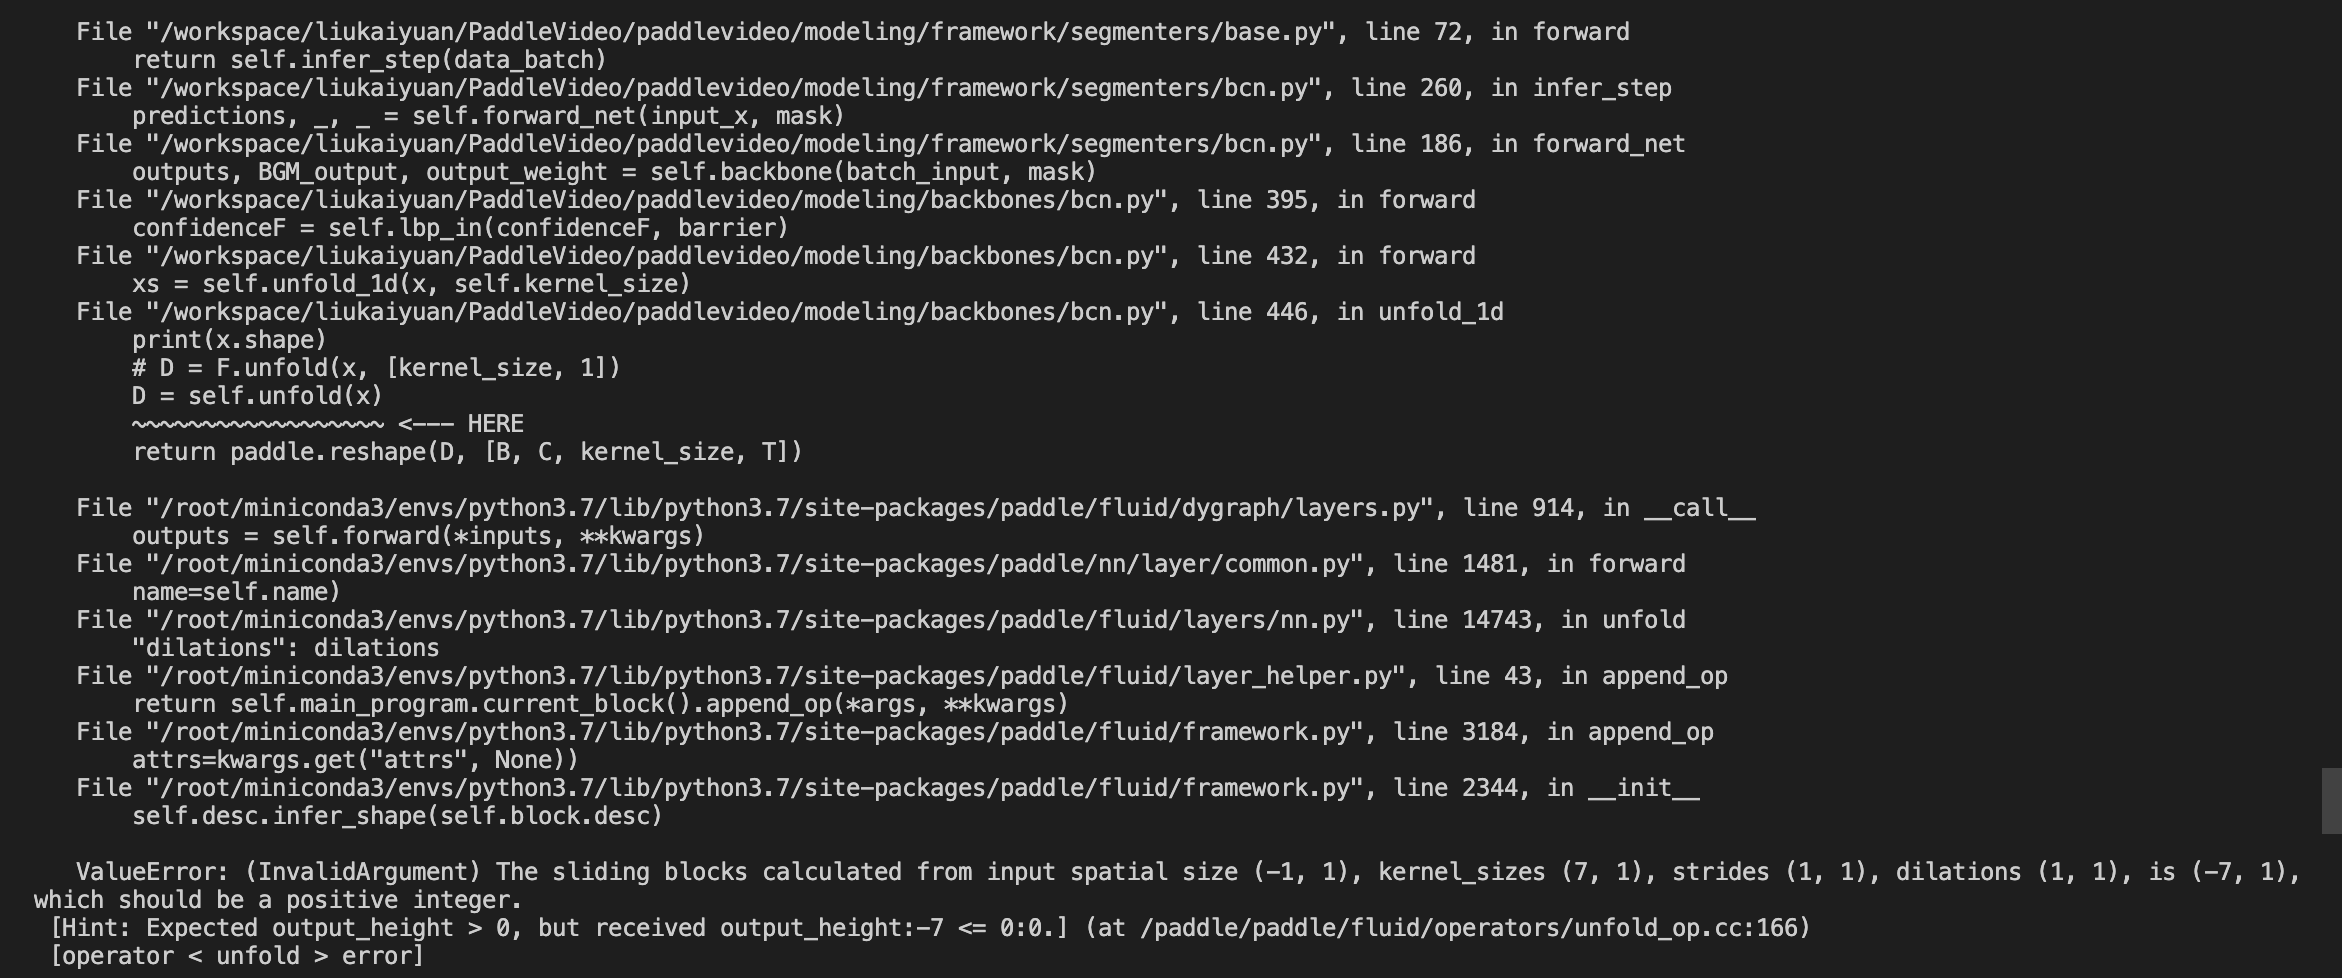 File "/workspace/liukaiyuan/PaddleVideo/paddlevideo/modeling/framework/segmenters/base.py", line 72, in forward
return self.infer_step(data_batch)
File "/workspace/liukaiyuan/PaddleVideo/paddlevideo/modeling/framework/segmenters/bcn.py", line 260, in infer_step
predictions, _, _ = self.forward_net(input_x, mask)
File "/workspace/liukaiyuan/PaddleVideo/paddlevideo/modeling/framework/segmenters/bcn.py", line 186, in forward_net
outputs, BGM_output, output_weight = self.backbone(batch_input, mask)
File "/workspace/liukaiyuan/PaddleVideo/paddlevideo/modeling/backbones/bcn.py", line 395, in forward
confidenceF = self.lbp_in(confidenceF, barrier)
File "/workspace/liukaiyuan/PaddleVideo/paddlevideo/modeling/backbones/bcn.py", line 432, in forward
xs = self.unfold_1d(x, self.kernel_size)
File "/workspace/liukaiyuan/PaddleVideo/paddlevideo/modeling/backbones/bcn.py", line 446, in unfold_1d
print(x.shape)
# D = F.unfold(x, [kernel_size, 1])
D = self.unfold(x)
~~~~~~~~~~~~~~~~~~ <--- HERE
return paddle.reshape(D, [B, C, kernel_size, T])
File "/root/miniconda3/envs/python3.7/lib/python3.7/site-packages/paddle/fluid/dygraph/layers.py", line 914, in __call__
outputs = self.forward(*inputs, **kwargs)
File "/root/miniconda3/envs/python3.7/lib/python3.7/site-packages/paddle/nn/layer/common.py", line 1481, in forward
name=self.name)
File "/root/miniconda3/envs/python3.7/lib/python3.7/site-packages/paddle/fluid/layers/nn.py", line 14743, in unfold
"dilations": dilations
File "/root/miniconda3/envs/python3.7/lib/python3.7/site-packages/paddle/fluid/layer_helper.py", line 43, in append_op
return self.main_program.current_block().append_op(*args, **kwargs)
File "/root/miniconda3/envs/python3.7/lib/python3.7/site-packages/paddle/fluid/framework.py", line 3184, in append_op
attrs=kwargs.get("attrs", None))
File "/root/miniconda3/envs/python3.7/lib/python3.7/site-packages/paddle/fluid/framework.py", line 2344, in __init__
self.desc.infer_shape(self.block.desc)
ValueError: (InvalidArgument) The sliding blocks calculated from input spatial size (-1, 1), kernel_sizes (7, 1), strides (1, 1), dilations (1, 1), is (-7, 1),
which should be a positive integer.
[Hint: Expected output_height > 0, but received output_height:-7 <= 0:0.] (at /paddle/paddle/fluid/operators/unfold_op.cc:166)
[operator < unfold > error]